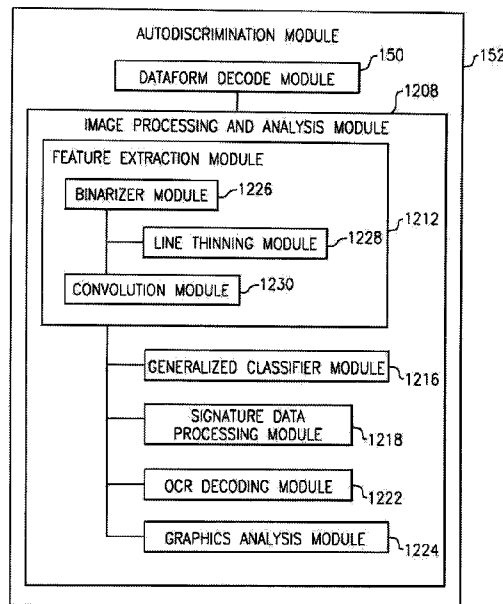 AUTODISCRIMINATION MODULE
150
152
DATAFORM DECODE MODULE
1208
IMAGE PROCESSING AND ANALYSIS MODULE
FEATURE EXTRACTION MODULE
BINARIZER MODULE
1226
1212
LINE THINNING MODULE
1228
CONVOLUTION MODULE
1230
GENERALIZED CLASSIFIER MODULE
1216
SIGNATURE DATA
PROCESSING MODULE
1218
OCR DECODING MODULE
1222
GRAPHICS ANALYSIS MODULE
1224